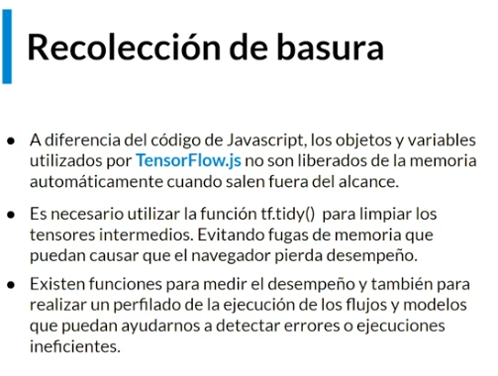 Recolección de basura
● A diferencia del código de Javascript, los objetos y variables
utilizados por TensorFlow.js no son liberados de la memoria
automáticamente cuando salen fuera del alcance.
● Es necesario utilizar la función tf.tidy() para limpiar los
tensores intermedios. Evitando fugas de memoria que
puedan causar que el navegador pierda desempeño.
● Existen funciones para medir el desempeño y también para
realizar un perfilado de la ejecución de los flujos y modelos
que puedan ayudarnos a detectar errores o ejecuciones
ineficientes.